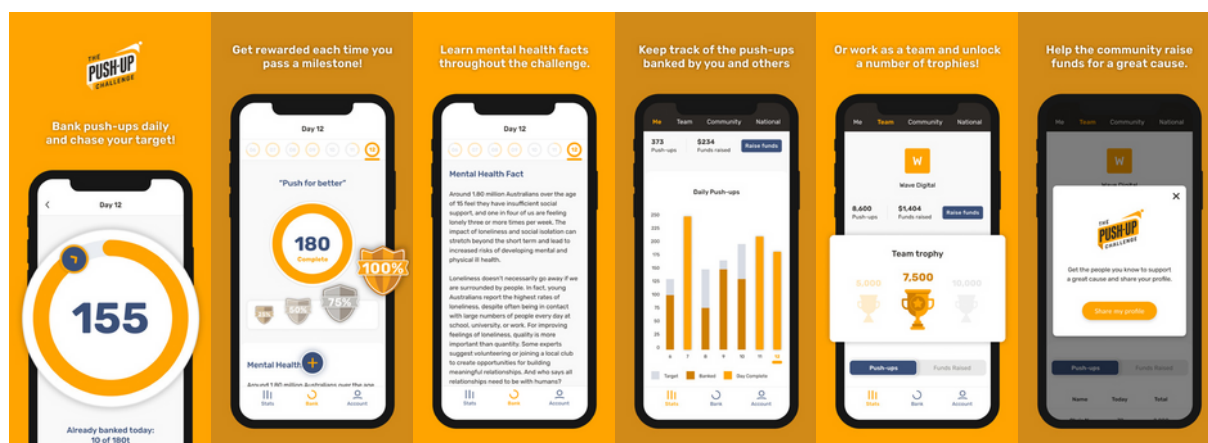 THE
PUSH-UP
CHALLENGE
Bank push-ups daily
and chase your target!
Day 12
155
Already banked today:
10 of 180t
Get rewarded each time you
pass a milestone!
Day 12
12
"Push for better"
180
Complete
100%
75%
50%
25%
Mental Health
Around 1.80 million Australians over the age
Stats
Bank
Account
Learn mental health facts
throughout the challenge.
Day 12
12
Mental Health Fact
Around 1.80 million Australians over the age
of 15 feel they have insufficient social
support, and one in four of us are feeling
lonely three or more times per week. The
impact of loneliness and social isolation can
stretch beyond the short term and lead to
increased risks of developing mental and
physical ill health.
Loneliness doesn't necessarily go away if we
are surrounded by people. In fact, young
Australians report the highest rates of
loneliness, despite often being in contact
with large numbers of people every day at
school, university, or work. For improving
feelings of loneliness, quality is more
important than quantity. Some experts
suggest volunteering or joining a local club
to create opportunities for building
meaningful relationships. And who says all
relationships need to be with humans?
Stats
Bank
Account
Keep track of the push-ups
banked by you and others
Me Team Community National
373 $234
Push-ups Funds raised
Raise funds
Daily Push-ups
250
225
200
175
150
125
100
75
50
25
0
6 7 8 9 10 11 12
Target Banked Day Complete
Stats
Bank
Account
Or work as a team and unlock
a number of trophies!
Me Team Community National
W
Wave Digital
8,600 $1,404
Push-ups Funds raised
Raise funds
Team trophy
5,000 7,500 10,000
Push-ups Funds Raised
Stats
Bank
Account
Help the community raise
funds for a great cause.
Me Team Community National
THE
PUSH-UP
CHALLENGE
Get the people you know to support
a great cause and share your profile.
Share my profile
Push-ups Funds Raised
Name Today Total